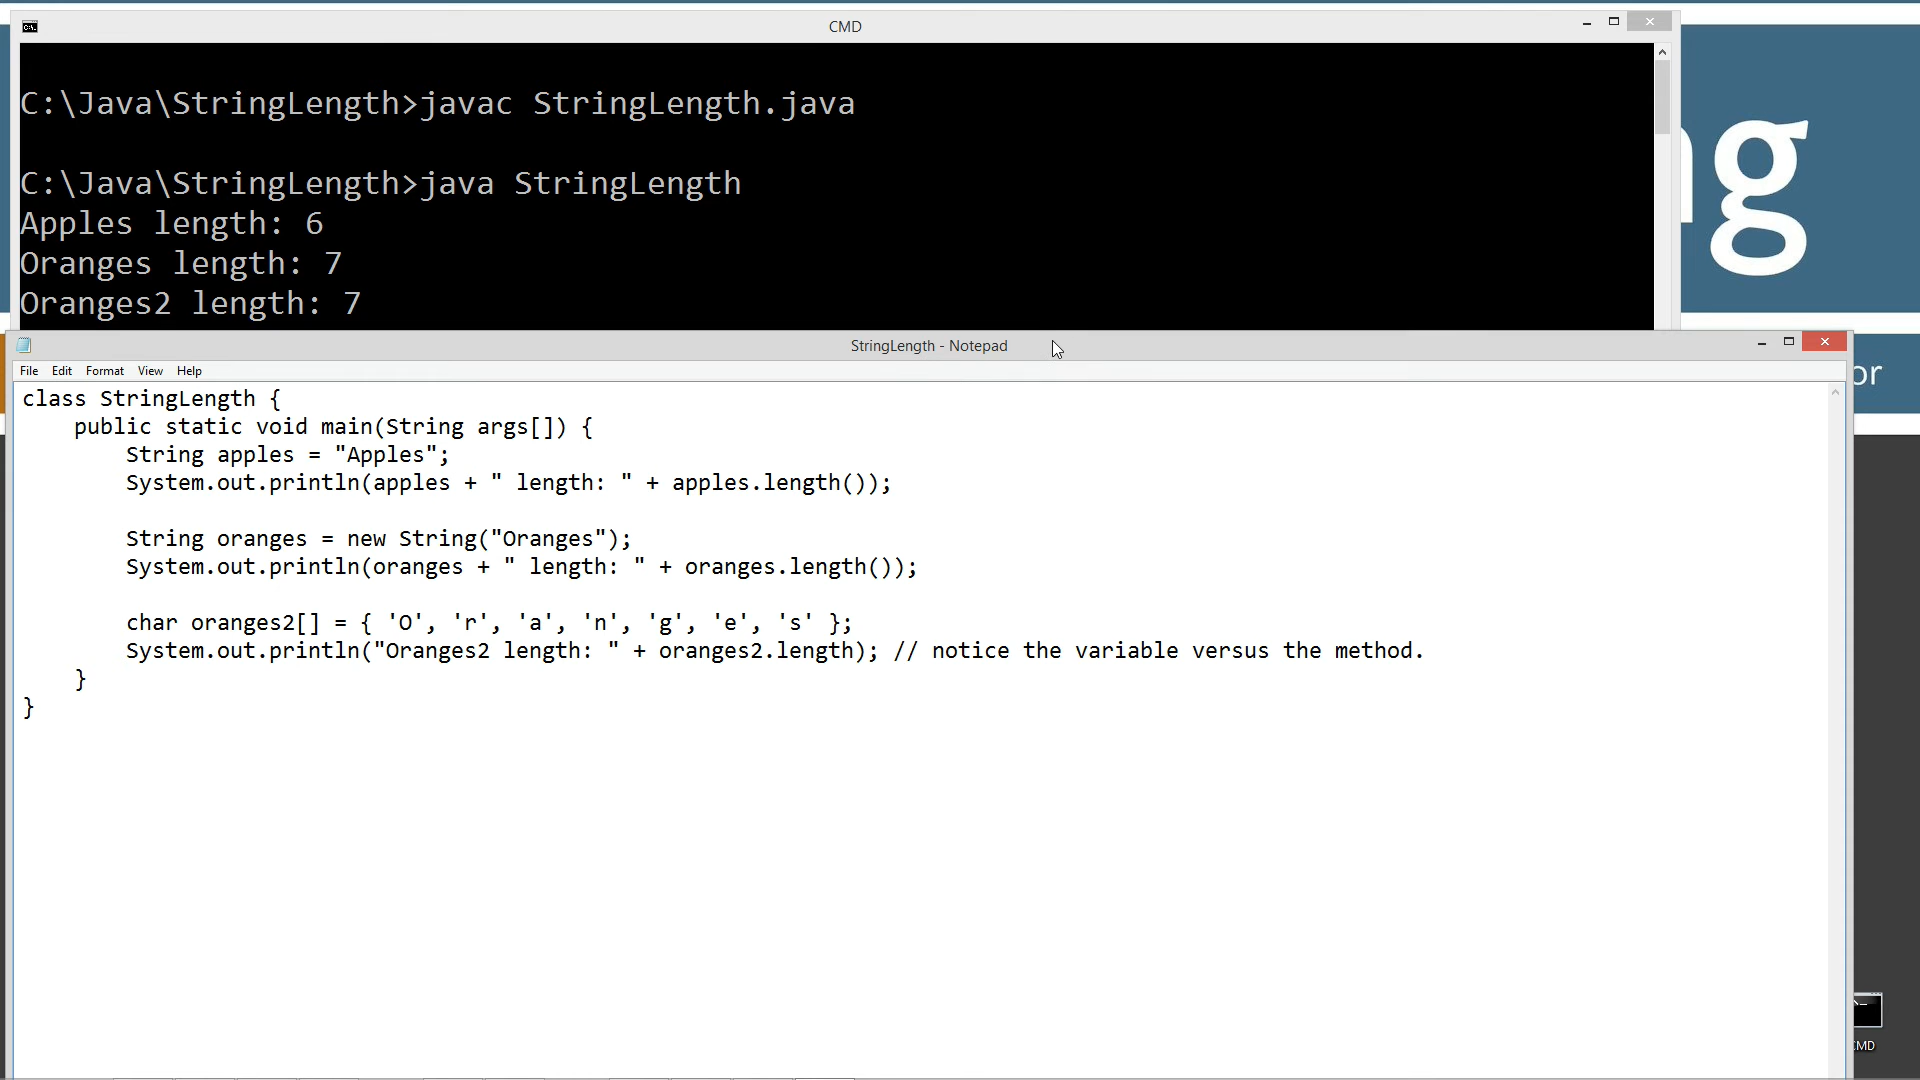 CMD
C:\Java\StringLength>javac StringLength.java
C:\Java\StringLength>java StringLength
Apples length: 6
Oranges length: 7
Oranges2 length: 7
g
StringLength - Notepad
File Edit Format View Help
or
class StringLength {
    public static void main(String args[]) {
        String apples = "Apples";
        System.out.println(apples + " length: " + apples.length());
        String oranges = new String("Oranges");
        System.out.println(oranges + " length: " + oranges.length());
        char oranges2[] = { 'O', 'r', 'a', 'n', 'g', 'e', 's' };
        System.out.println("Oranges2 length: " + oranges2.length); // notice the variable versus the method.
    }
}
CMD